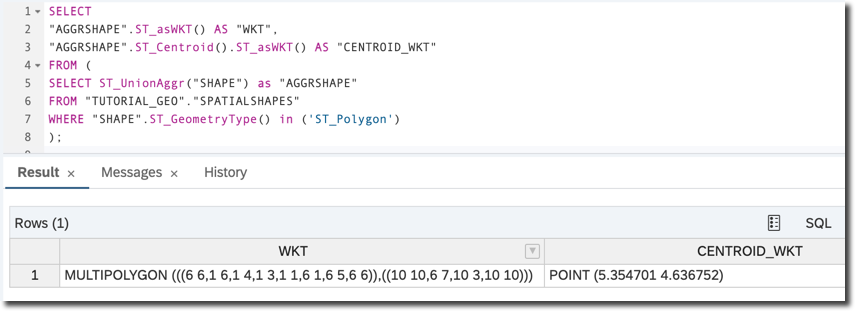 1 SELECT
2 "AGGRSHAPE".ST_asWKT() AS "WKT",
3 "AGGRSHAPE".ST_Centroid().ST_asWKT() AS "CENTROID_WKT"
4 FROM (
5 SELECT ST_UnionAggr("SHAPE") as "AGGRSHAPE"
6 FROM "TUTORIAL_GEO"."SPATIALSHAPES"
7 WHERE "SHAPE".ST_GeometryType() in ('ST_Polygon')
8 );
Result × Messages × History
Rows (1) SQL
WKT CENTROID_WKT
1 MULTIPOLYGON (((6 6,1 6,1 4,1 3,1 1,6 1,6 5,6 6)),((10 10,6 7,10 3,10 10))) POINT (5.354701 4.636752)